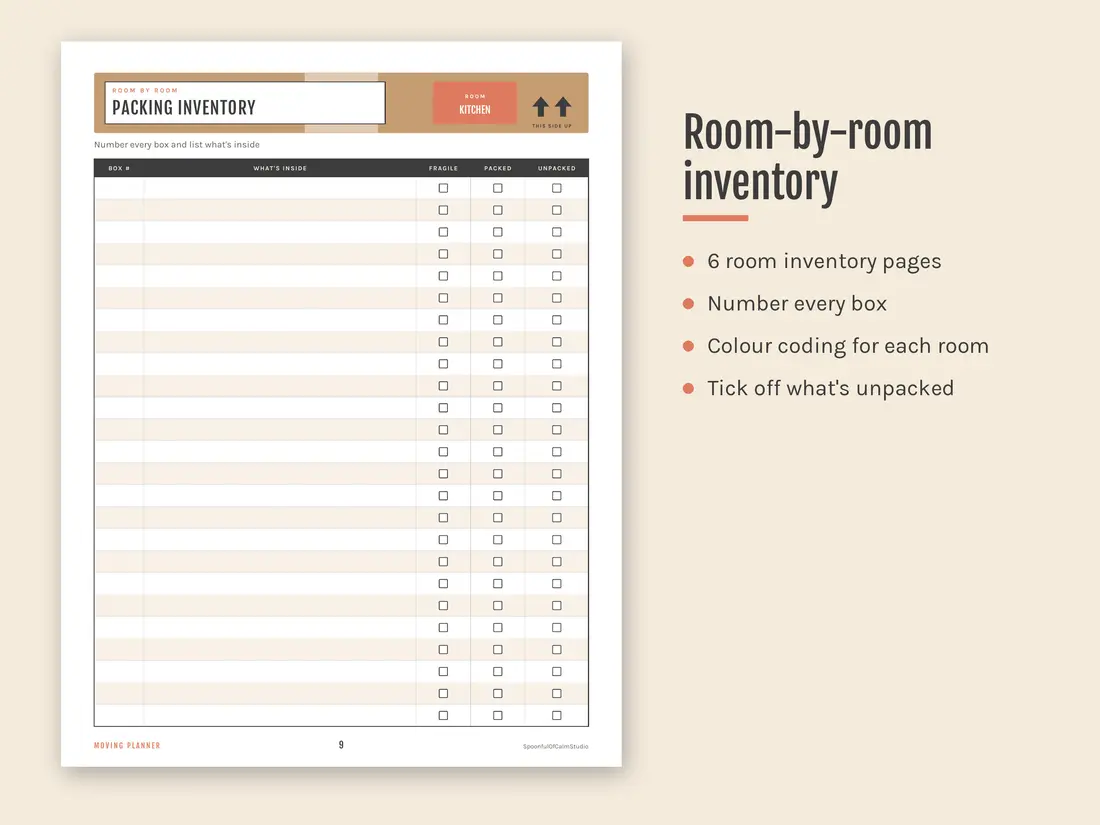 ROOM BY ROOM
PACKING INVENTORY
ROOM
KITCHEN
THIS SIDE UP
Number every box and list what's inside
BOX # WHAT'S INSIDE FRAGILE PACKED UNPACKED
MOVING PLANNER 9 SpoonfulOfCalmStudio
Room-by-room
inventory
6 room inventory pages
Number every box
Colour coding for each room
Tick off what's unpacked